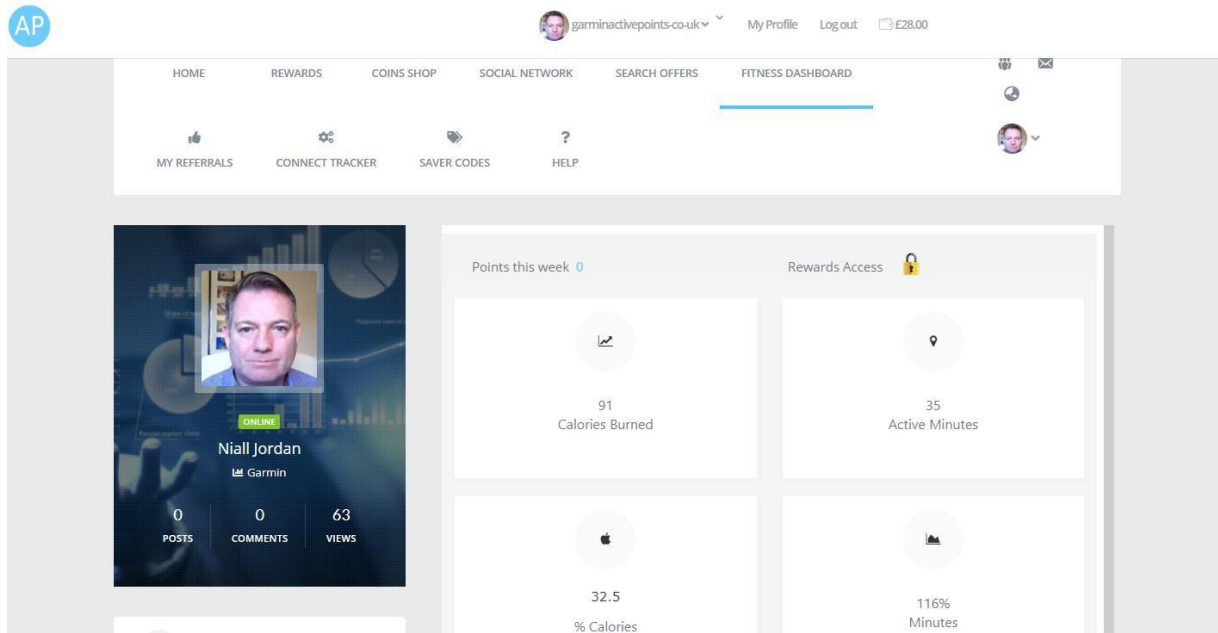 AP
garminactivepoints-co-uk
My Profile
Log out
£28.00
HOME
REWARDS
COINS SHOP
SOCIAL NETWORK
SEARCH OFFERS
FITNESS DASHBOARD
MY REFERRALS
CONNECT TRACKER
SAVER CODES
?
HELP
ONLINE
Niall Jordan
Garmin
0
POSTS
0
COMMENTS
63
VIEWS
Points this week 0
Rewards Access
91
Calories Burned
35
Active Minutes
32.5
% Calories
116%
Minutes